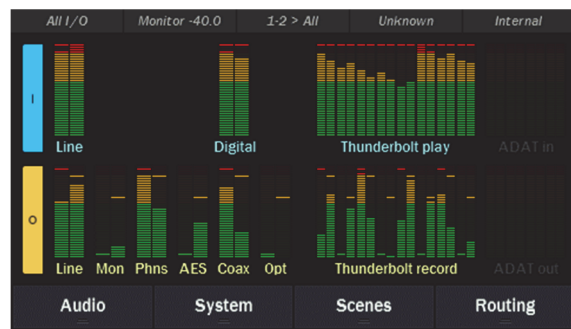 All I/O Monitor -40.0 1-2 > All Unknown Internal
I
Line Digital Thunderbolt play ADAT in
O
Line Mon Phns AES Coax Opt Thunderbolt record ADAT out
Audio System Scenes Routing